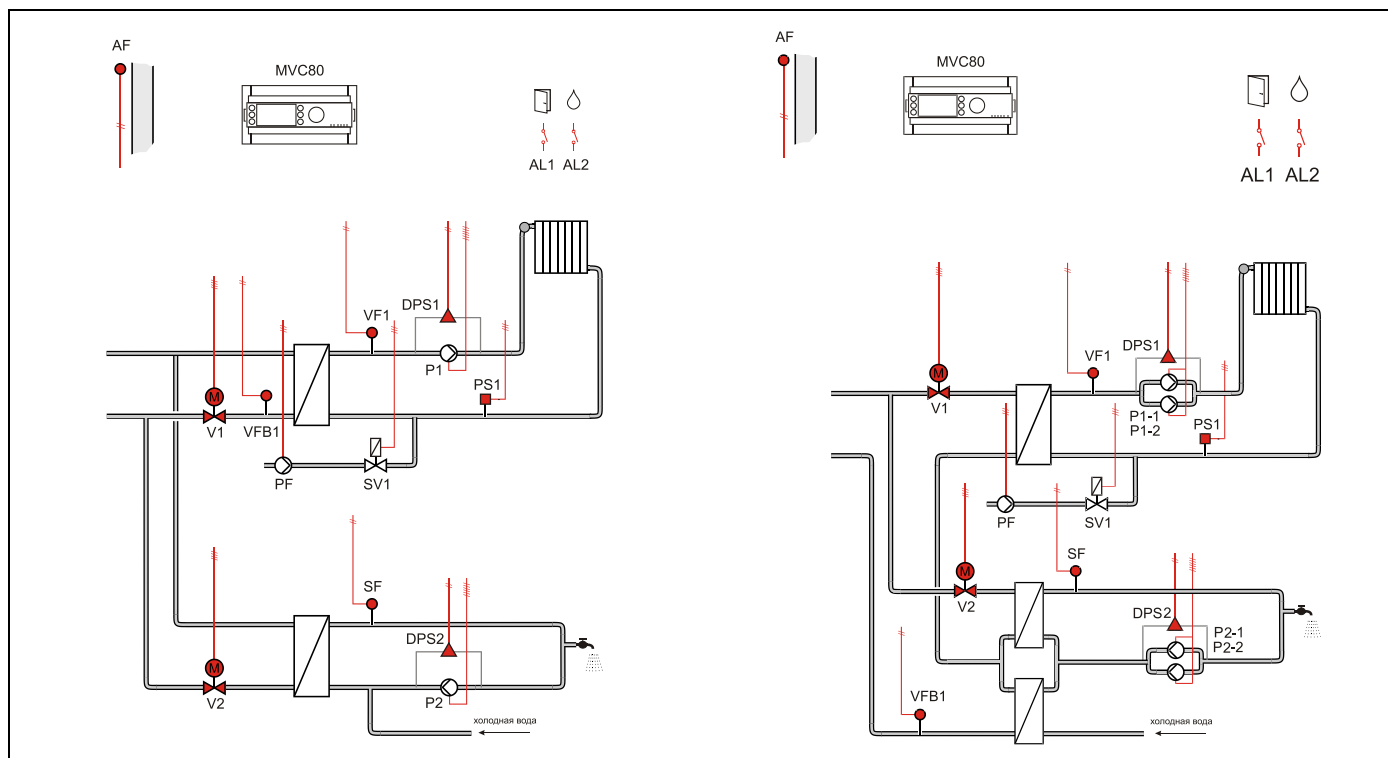 AF
MVC80
AL1 AL2
VF1
DPS1
P1
PS1
M
V1
VFB1
PF
SV1
SF
M
V2
DPS2
P2
холодная вода
AF
MVC80
AL1 AL2
M
V1
VF1
DPS1
P1-1
P1-2
PS1
PF
SV1
M
V2
SF
DPS2
P2-1
P2-2
VFB1
холодная вода